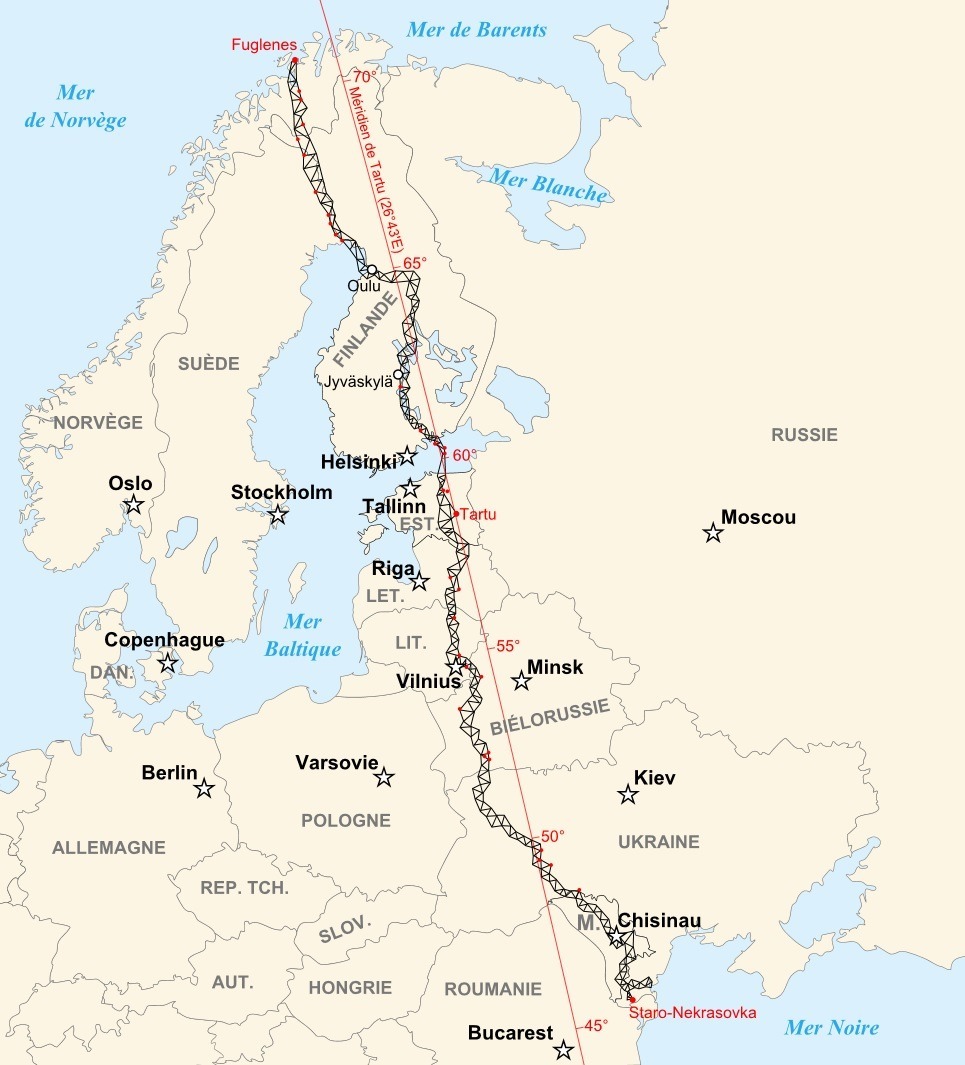 Mer de Barents
Fuglenes
70°
Mer
de Norvège
Méridien de Tartu (26°43'E)
Mer Blanche
65°
Oulu
FINLANDE
SUÈDE
Jyväskylä
NORVÈGE
RUSSIE
60°
Helsinki
Oslo
Stockholm
Tallinn
Tartu
EST.
Moscou
Riga
LET.
Mer
Baltique
LIT.
55°
Copenhague
DAN.
Vilnius
Minsk
BIÉLORUSSIE
Varsovie
Berlin
Kiev
POLOGNE
50°
UKRAINE
ALLEMAGNE
REP. TCH.
M.
Chisinau
SLOV.
AUT.
HONGRIE
ROUMANIE
Staro-Nekrasovka
45°
Bucarest
Mer Noire